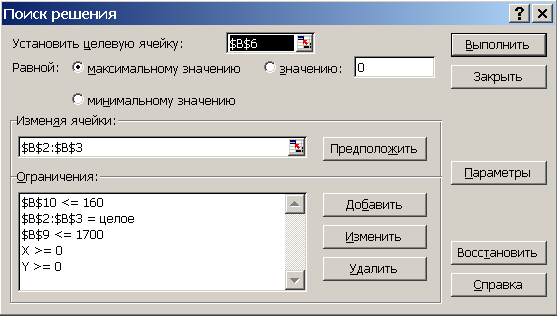 Поиск решения
Установить целевую ячейку: $B$6
Выполнить
Равной: максимальному значению значению: 0
Закрыть
минимальному значению
Изменяя ячейки:
$B$2:$B$3
Предположить
Ограничения:
Параметры
$B$10 <= 160
$B$2:$B$3 = целое
$B$9 <= 1700
X >= 0
Y >= 0
Добавить
Изменить
Удалить
Восстановить
Справка